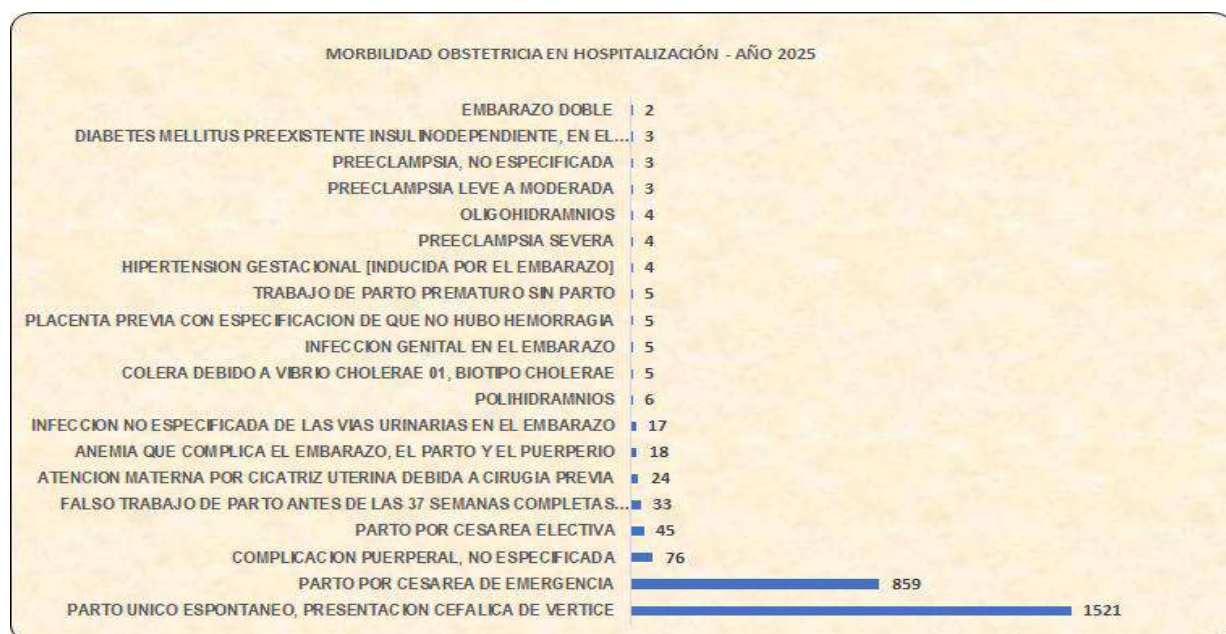 MORBILIDAD OBSTETRICIA EN HOSPITALIZACIÓN - AÑO 2025
EMBARAZO DOBLE 2
DIABETES MELLITUS PREEXISTENTE INSULINODEPENDIENTE, EN EL... 3
PREECLAMPSIA, NO ESPECIFICADA 3
PREECLAMPSIA LEVE A MODERADA 3
OLIGOHIDRAMNIOS 4
PREECLAMPSIA SEVERA 4
HIPERTENSION GESTACIONAL [INDUCIDA POR EL EMBARAZO] 4
TRABAJO DE PARTO PREMATURO SIN PARTO 5
PLACENTA PREVIA CON ESPECIFICACION DE QUE NO HUBO HEMORRAGIA 5
INFECCION GENITAL EN EL EMBARAZO 5
COLERA DEBIDO A VIBRIO CHOLERAE 01, BIOTIPO CHOLERAE 5
POLIHIDRAMNIOS 6
INFECCION NO ESPECIFICADA DE LAS VIAS URINARIAS EN EL EMBARAZO 17
ANEMIA QUE COMPLICA EL EMBARAZO, EL PARTO Y EL PUERPERIO 18
ATENCION MATERNA POR CICATRIZ UTERINA DEBIDA A CIRUGIA PREVIA 24
FALSO TRABAJO DE PARTO ANTES DE LAS 37 SEMANAS COMPLETAS... 33
PARTO POR CESAREA ELECTIVA 45
COMPLICACION PUERPERAL, NO ESPECIFICADA 76
PARTO POR CESAREA DE EMERGENCIA 859
PARTO UNICO ESPONTANEO, PRESENTACION CEFALICA DE VERTICE 1521